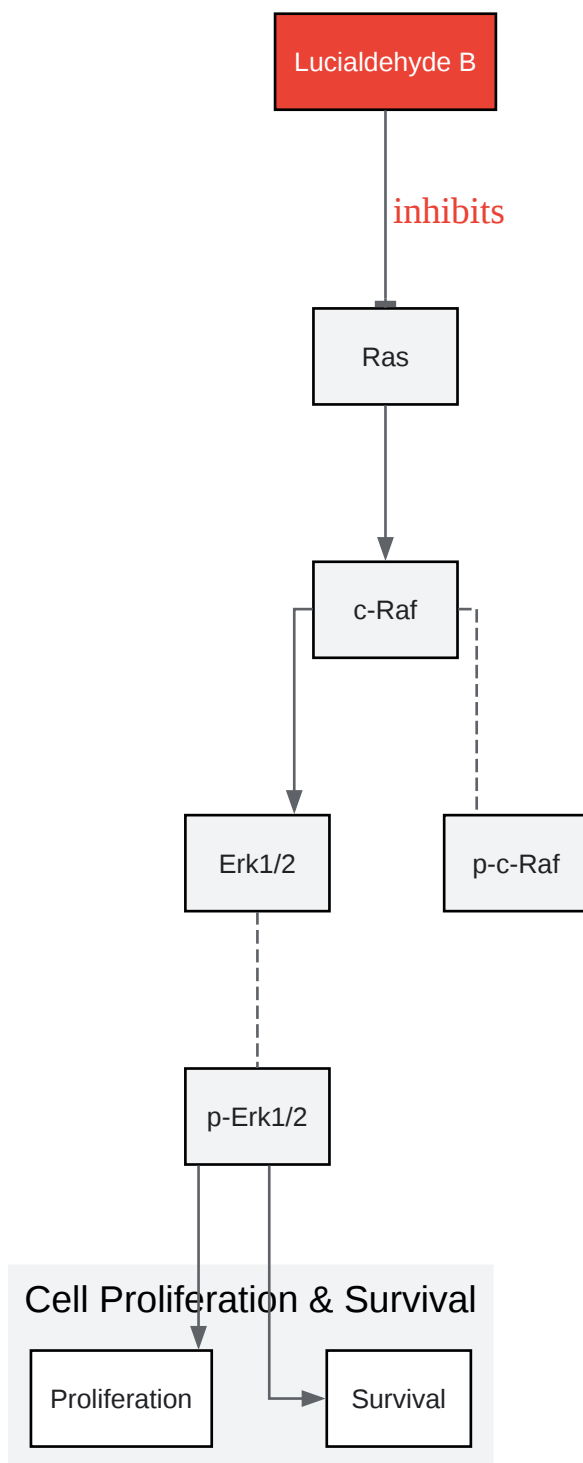 Lucialdehyde B
inhibits
Ras
c-Raf
Erk1/2
p-c-Raf
p-Erk1/2
Cell Proliferation & Survival
Proliferation
Survival